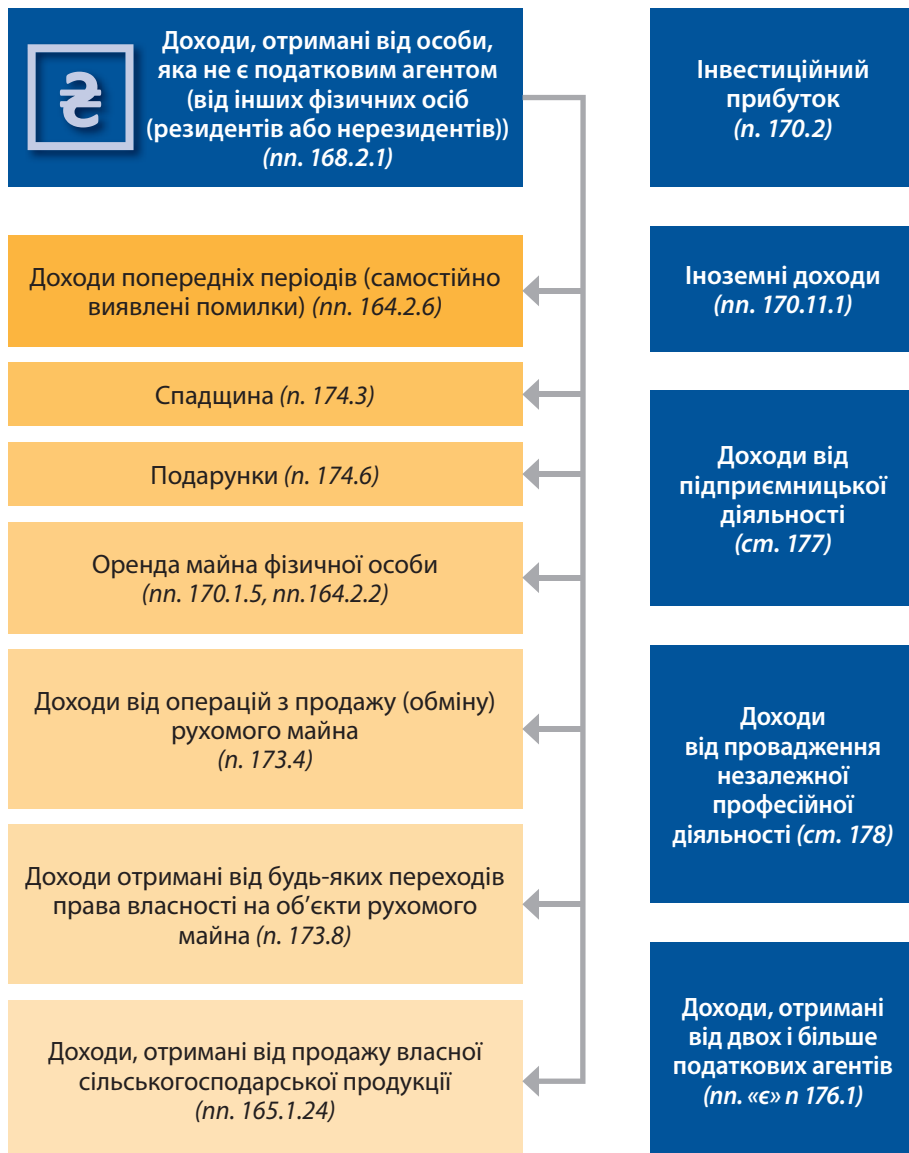 ₴
Доходи, отримані від особи,
яка не є податковим агентом
(від інших фізичних осіб
(резидентів або нерезидентів))
(пп. 168.2.1)
Доходи попередніх періодів (самостійно
виявлені помилки) (пп. 164.2.6)
Спадщина (п. 174.3)
Подарунки (п. 174.6)
Оренда майна фізичної особи
(пп. 170.1.5, пп.164.2.2)
Доходи від операцій з продажу (обміну)
рухомого майна
(п. 173.4)
Доходи отримані від будь-яких переходів
права власності на об’єкти рухомого
майна (п. 173.8)
Доходи, отримані від продажу власної
сільськогосподарської продукції
(пп. 165.1.24)
Інвестиційний
прибуток
(п. 170.2)
Іноземні доходи
(пп. 170.11.1)
Доходи від
підприємницької
діяльності
(ст. 177)
Доходи
від провадження
незалежної
професійної
діяльності (ст. 178)
Доходи, отримані
від двох і більше
податкових агентів
(пп. «є» п 176.1)